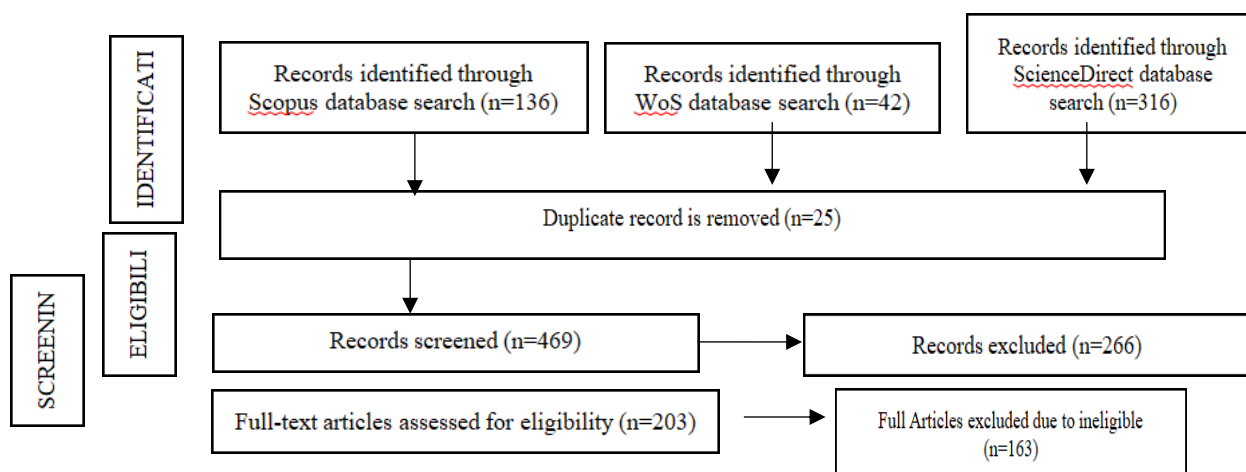 IDENTIFICATI
Records identified through
Scopus database search (n=136)
Records identified through
WoS database search (n=42)
Records identified through
ScienceDirect database
search (n=316)
Duplicate record is removed (n=25)
SCREENIN
ELIGIBILI
Records screened (n=469)
Records excluded (n=266)
Full-text articles assessed for eligibility (n=203)
Full Articles excluded due to ineligible
(n=163)